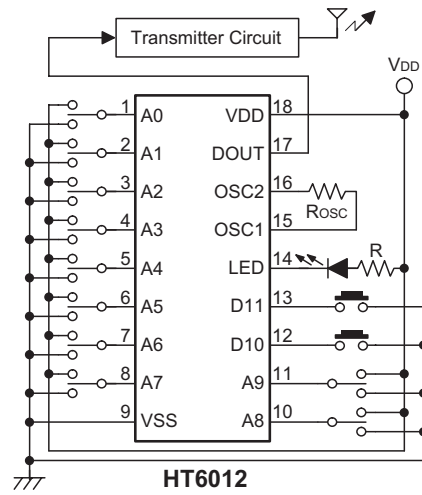 Transmitter Circuit
VDD
1 A0 VDD 18
2 A1 DOUT 17
3 A2 OSC2 16
ROSC
4 A3 OSC1 15
5 A4 LED 14 R
6 A5 D11 13
7 A6 D10 12
8 A7 A9 11
9 VSS A8 10
HT6012